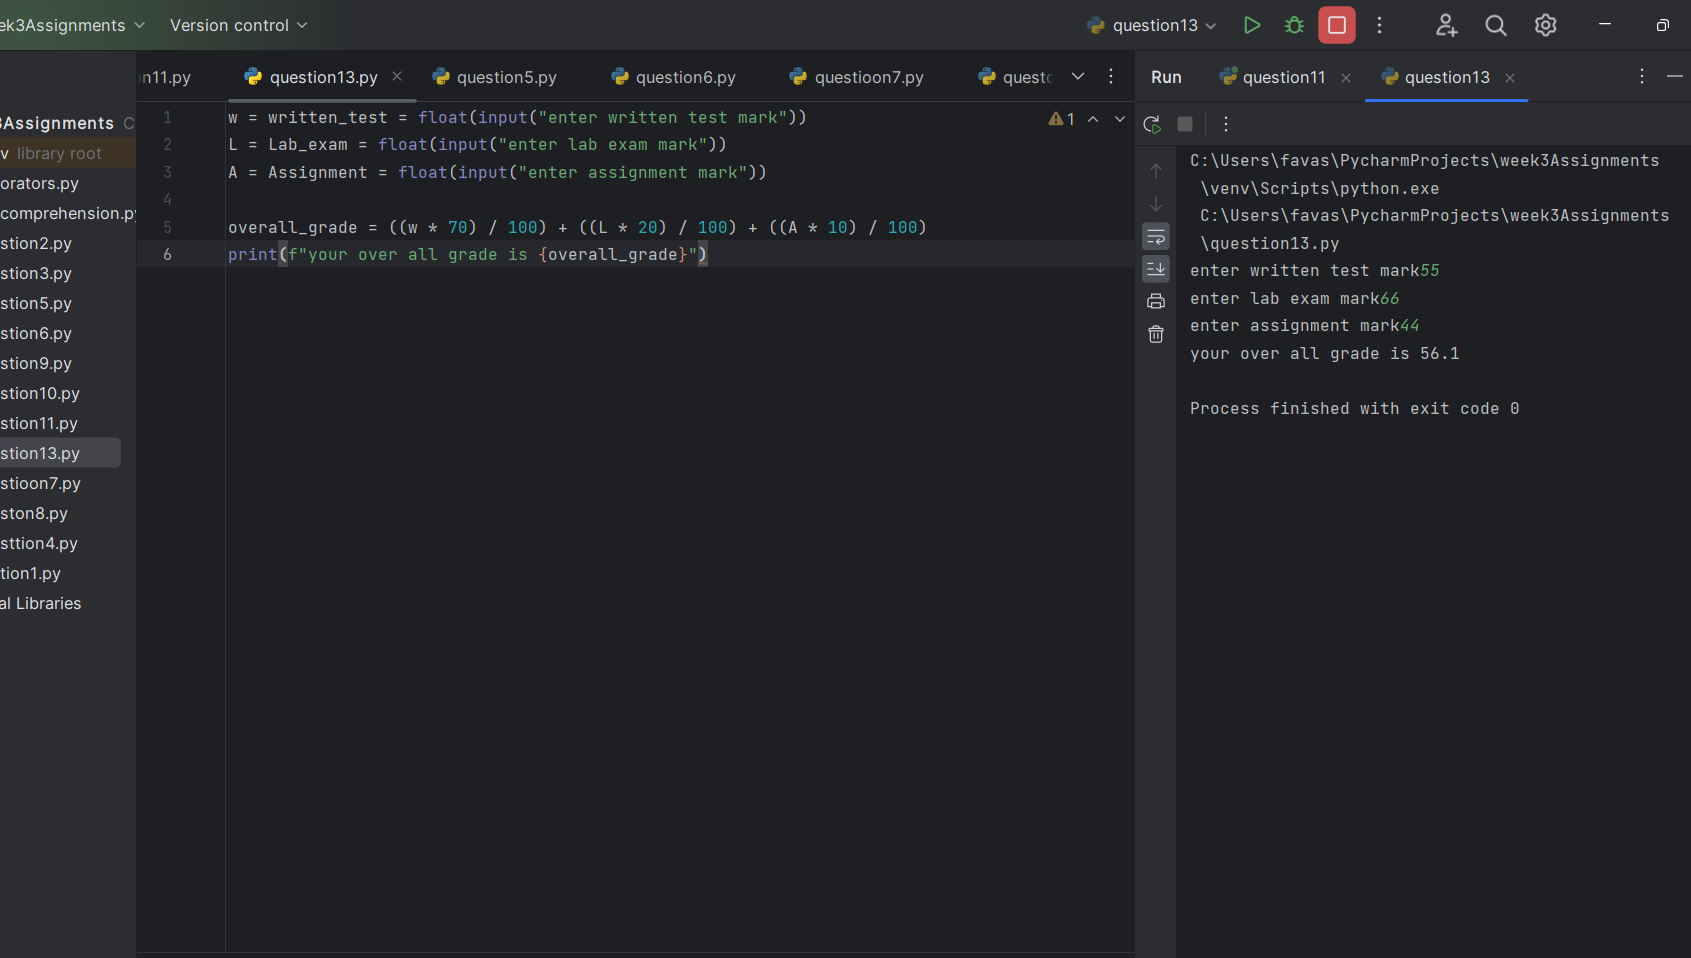 ek3Assignments
Version control
question13
n11.py
question13.py
question5.py
question6.py
questioon7.py
questc
Run
question11
question13
3Assignments C
v library root
orators.py
comprehension.py
stion2.py
stion3.py
stion5.py
stion6.py
stion9.py
stion10.py
stion11.py
stion13.py
stioon7.py
ston8.py
sttion4.py
tion1.py
al Libraries
1 w = written_test = float(input("enter written test mark"))
2 L = Lab_exam = float(input("enter lab exam mark"))
3 A = Assignment = float(input("enter assignment mark"))
4
5 overall_grade = ((w * 70) / 100) + ((L * 20) / 100) + ((A * 10) / 100)
6 print(f"your over all grade is {overall_grade}")
1
C:\Users\favas\PycharmProjects\week3Assignments
\venv\Scripts\python.exe
C:\Users\favas\PycharmProjects\week3Assignments
\question13.py
enter written test mark55
enter lab exam mark66
enter assignment mark44
your over all grade is 56.1
Process finished with exit code 0